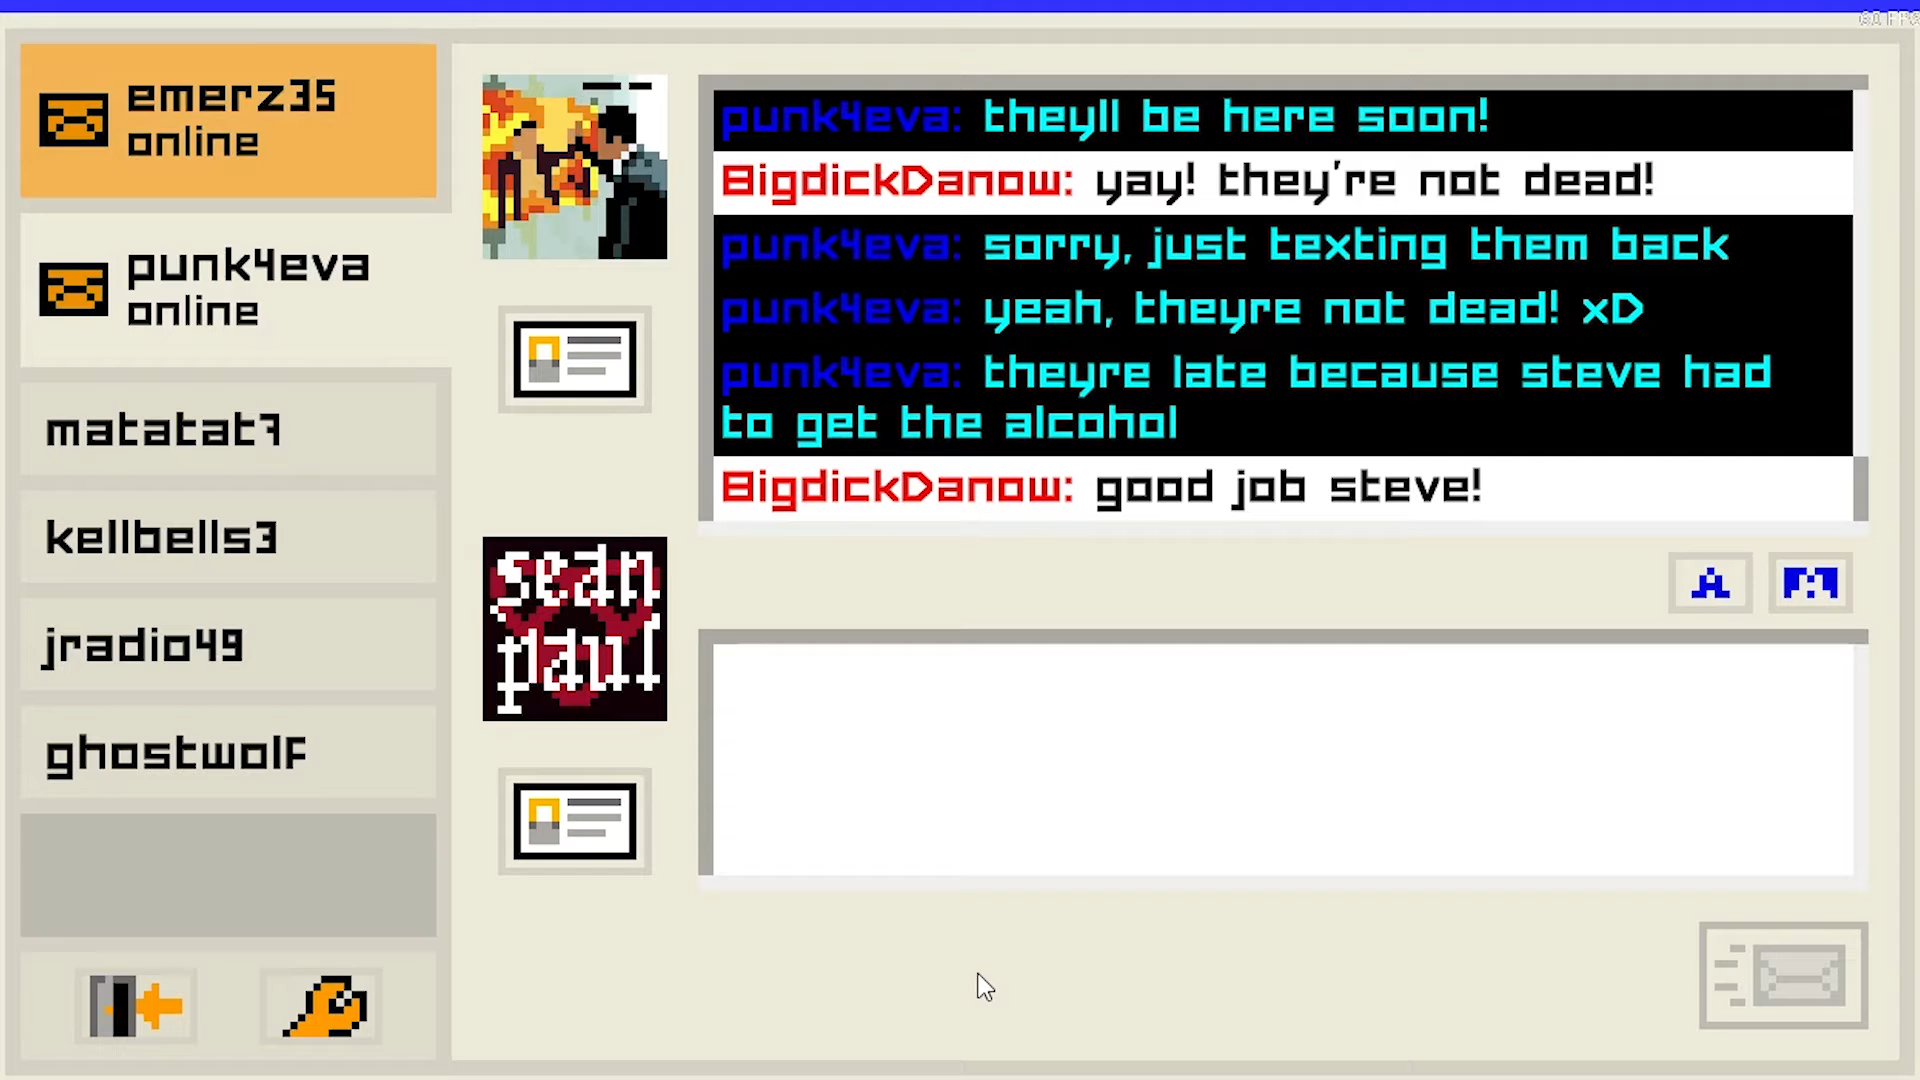 60 FPS
emerz35
online
punk4eva
online
matatat7
kellbells3
jradio49
ghostwolf
punk4eva: theyll be here soon!
BigdickDanow: yay! they're not dead!
punk4eva: sorry, just texting them back
punk4eva: yeah, theyre not dead! xD
punk4eva: theyre late because steve had
to get the alcohol
BigdickDanow: good job steve!
sean
paul
A